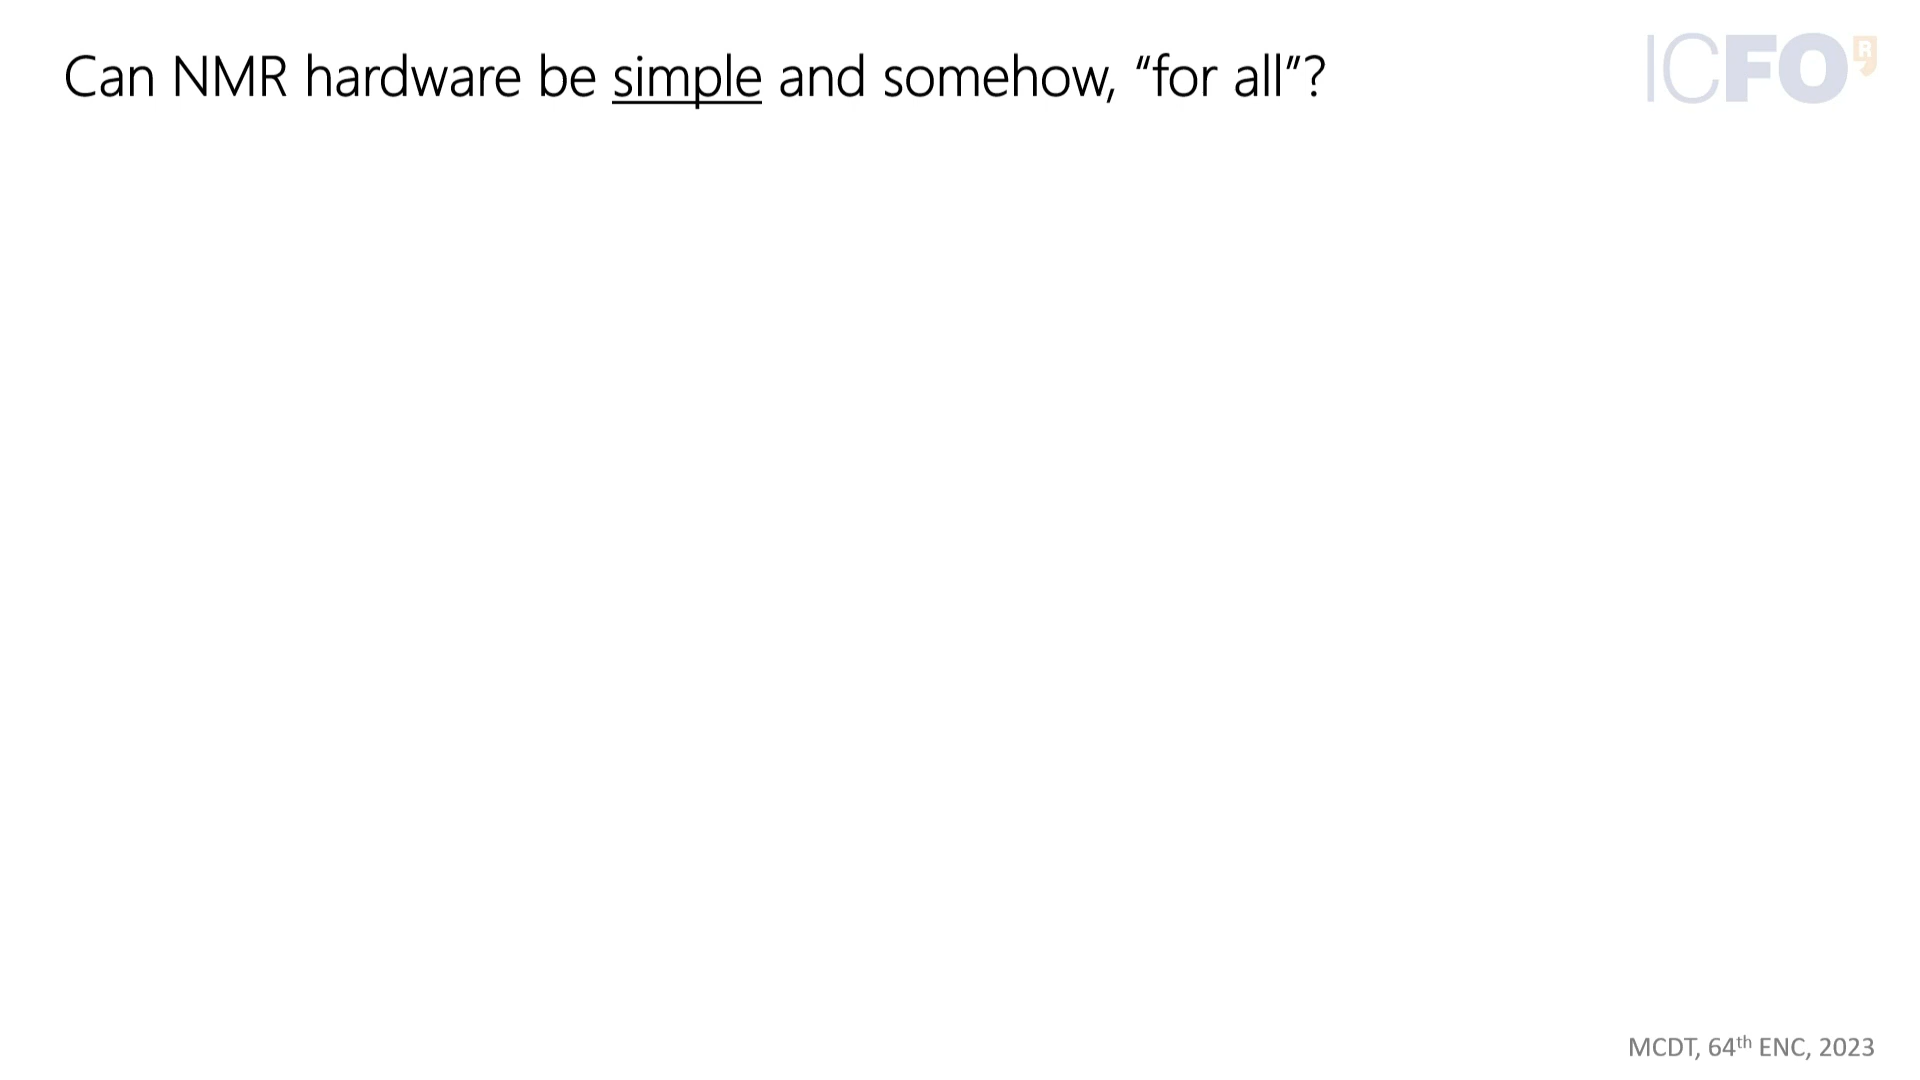 Can NMR hardware be simple and somehow, “for all”?
ICFO R
MCDT, 64th ENC, 2023